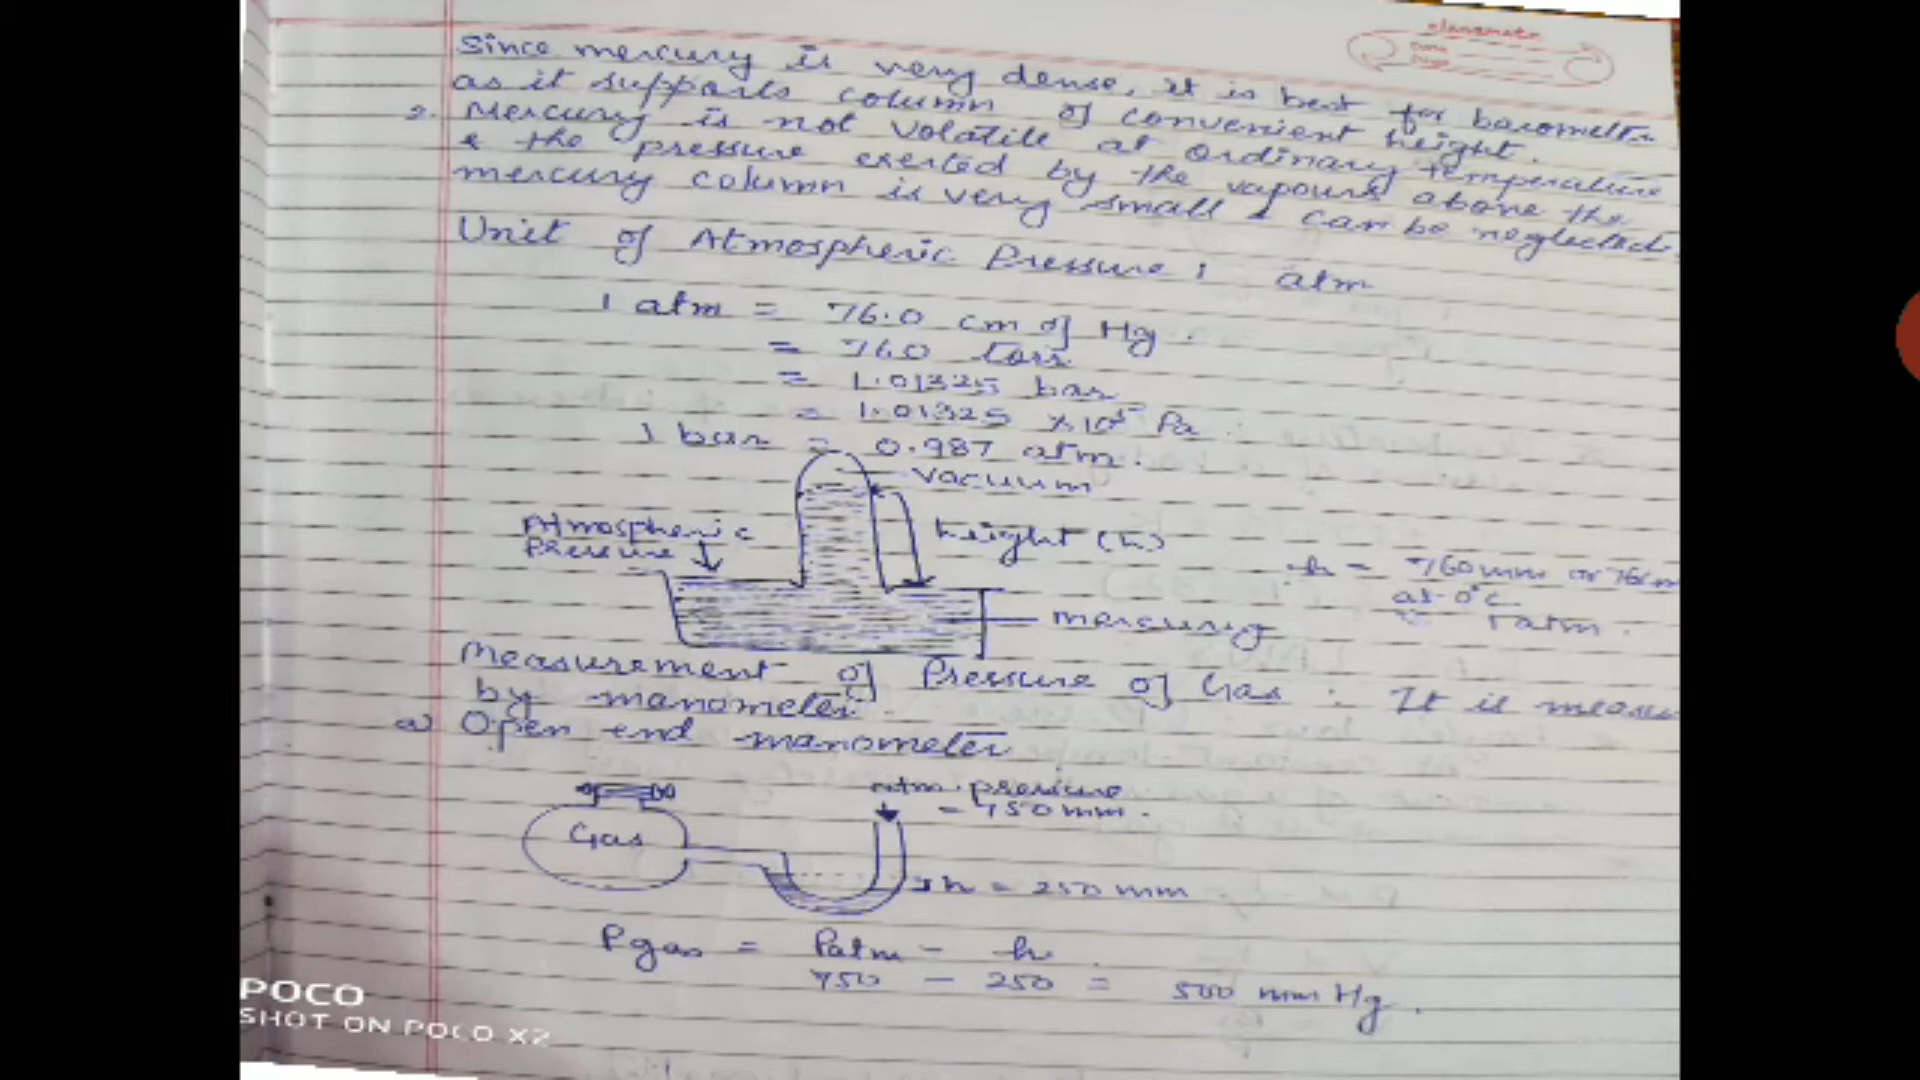 classmate
Date
Page
Since mercury is very dense, it is best for barometer
as it supports column of convenient height.
2. Mercury is not volatile at ordinary temperature
& the pressure exerted by the vapours above the
mercury column is very small & can be neglected.
Unit of Atmospheric Pressure : atm
1 atm = 76.0 cm of Hg.
= 760 torr
= 1.01325 bar
= 1.01325 × 10⁵ Pa.
1 bar = 0.987 atm.
vacuum
Atmospheric
Pressure
height (h)
h = 760 mm or 76 cm
at 0°C
1 atm.
mercury
Measurement of Pressure of Gas : It is measu
by manometer.
a) Open end manometer
atm. pressure
= 750 mm.
Gas
h = 250 mm
Pgas = Patm - h.
750 - 250 = 500 mm Hg.
POCO
SHOT ON POCO X2